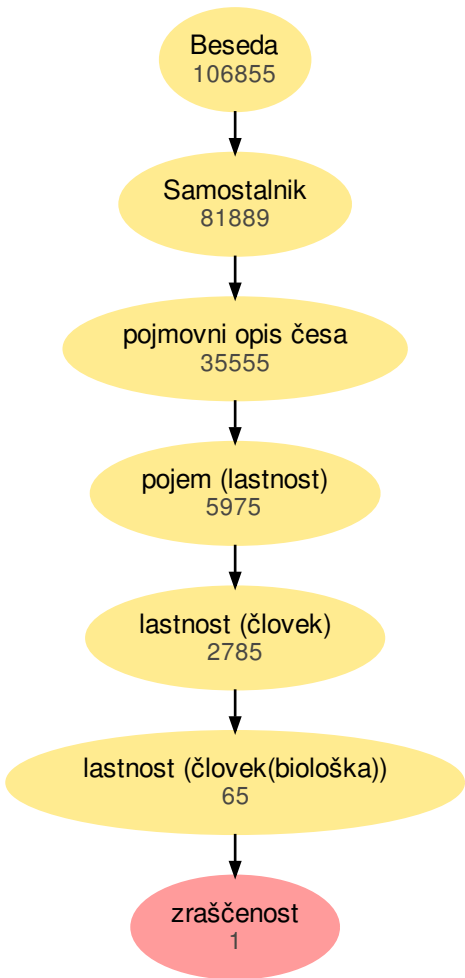 Beseda
106855
Samostalnik
81889
pojmovni opis česa
35555
pojem (lastnost)
5975
lastnost (človek)
2785
lastnost (človek(biološka))
65
zraščenost
1